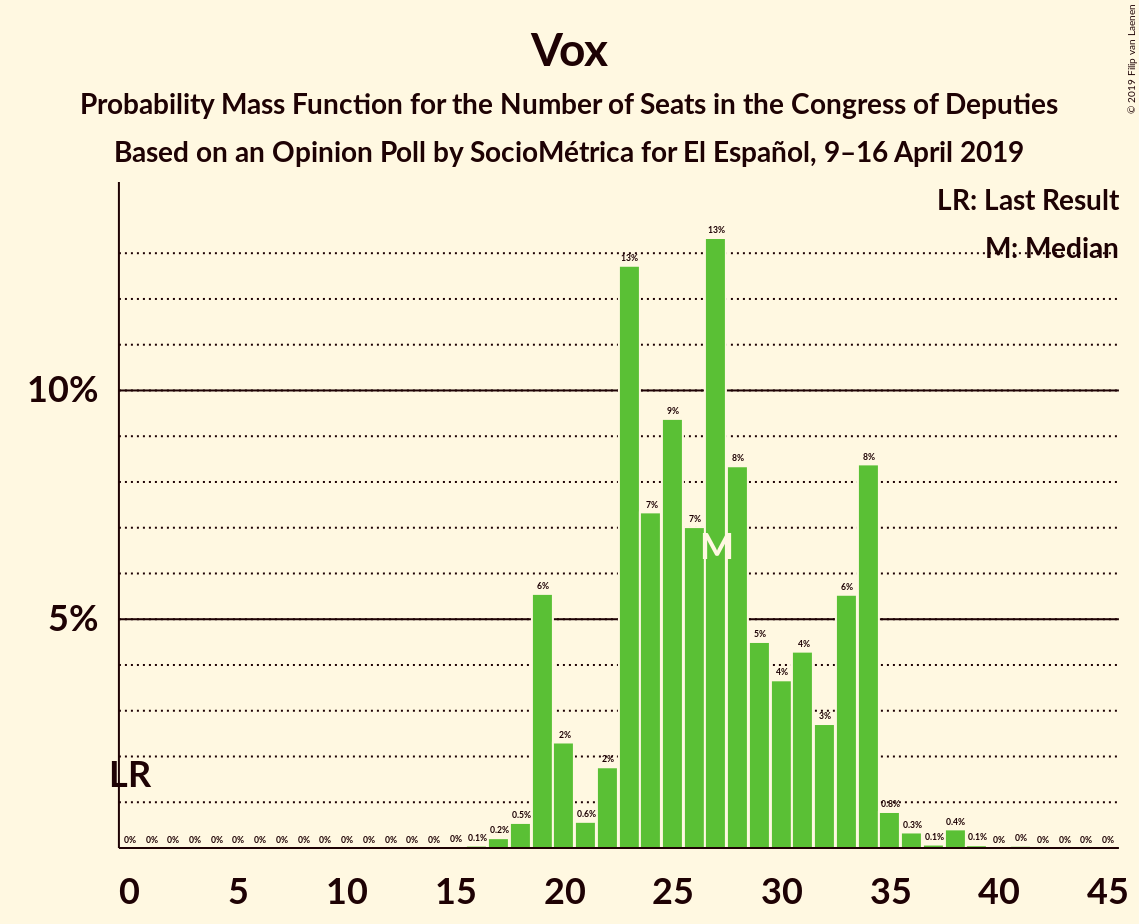 Vox
Probability Mass Function for the Number of Seats in the Congress of Deputies
Based on an Opinion Poll by SocioMétrica for El Español, 9–16 April 2019
© 2019 Filip van Laenen
LR: Last Result
M: Median
10%
5%
LR
M
0% 0% 0% 0% 0% 0% 0% 0% 0% 0% 0% 0% 0% 0% 0% 0% 0.1% 0.2% 0.5% 6% 2% 0.6% 2% 13% 7% 9% 7% 13% 8% 5% 4% 4% 3% 6% 8% 0.8% 0.3% 0.1% 0.4% 0.1% 0% 0% 0% 0% 0% 0%
0 5 10 15 20 25 30 35 40 45